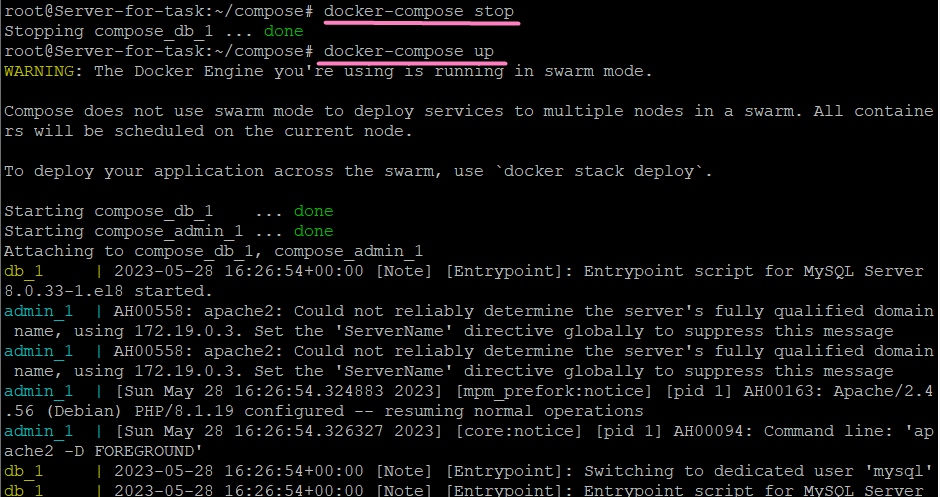 root@Server-for-task:~/compose# docker-compose stop
Stopping compose_db_1 ... done
root@Server-for-task:~/compose# docker-compose up
WARNING: The Docker Engine you're using is running in swarm mode.
Compose does not use swarm mode to deploy services to multiple nodes in a swarm. All containe
rs will be scheduled on the current node.
To deploy your application across the swarm, use `docker stack deploy`.
Starting compose_db_1    ... done
Starting compose_admin_1 ... done
Attaching to compose_db_1, compose_admin_1
db_1     | 2023-05-28 16:26:54+00:00 [Note] [Entrypoint]: Entrypoint script for MySQL Server
8.0.33-1.el8 started.
admin_1  | AH00558: apache2: Could not reliably determine the server's fully qualified domain
 name, using 172.19.0.3. Set the 'ServerName' directive globally to suppress this message
admin_1  | AH00558: apache2: Could not reliably determine the server's fully qualified domain
 name, using 172.19.0.3. Set the 'ServerName' directive globally to suppress this message
admin_1  | [Sun May 28 16:26:54.324883 2023] [mpm_prefork:notice] [pid 1] AH00163: Apache/2.4
.56 (Debian) PHP/8.1.19 configured -- resuming normal operations
admin_1  | [Sun May 28 16:26:54.326327 2023] [core:notice] [pid 1] AH00094: Command line: 'ap
ache2 -D FOREGROUND'
db_1     | 2023-05-28 16:26:54+00:00 [Note] [Entrypoint]: Switching to dedicated user 'mysql'
db_1     | 2023-05-28 16:26:54+00:00 [Note] [Entrypoint]: Entrypoint script for MySQL Server